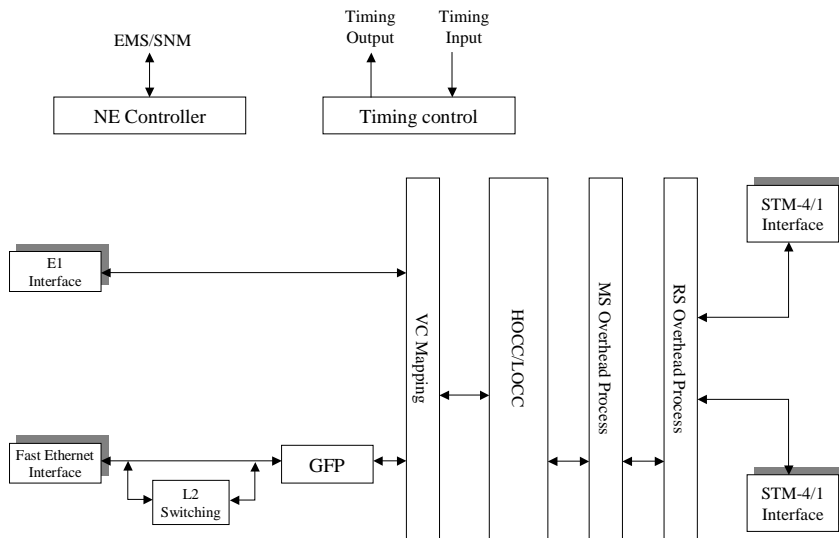 EMS/SNM
Timing
Output
Timing
Input
NE Controller
Timing control
E1
Interface
Fast Ethernet
Interface
L2
Switching
GFP
VC Mapping
HOCC/LOCC
MS Overhead Process
RS Overhead Process
STM-4/1
Interface
STM-4/1
Interface